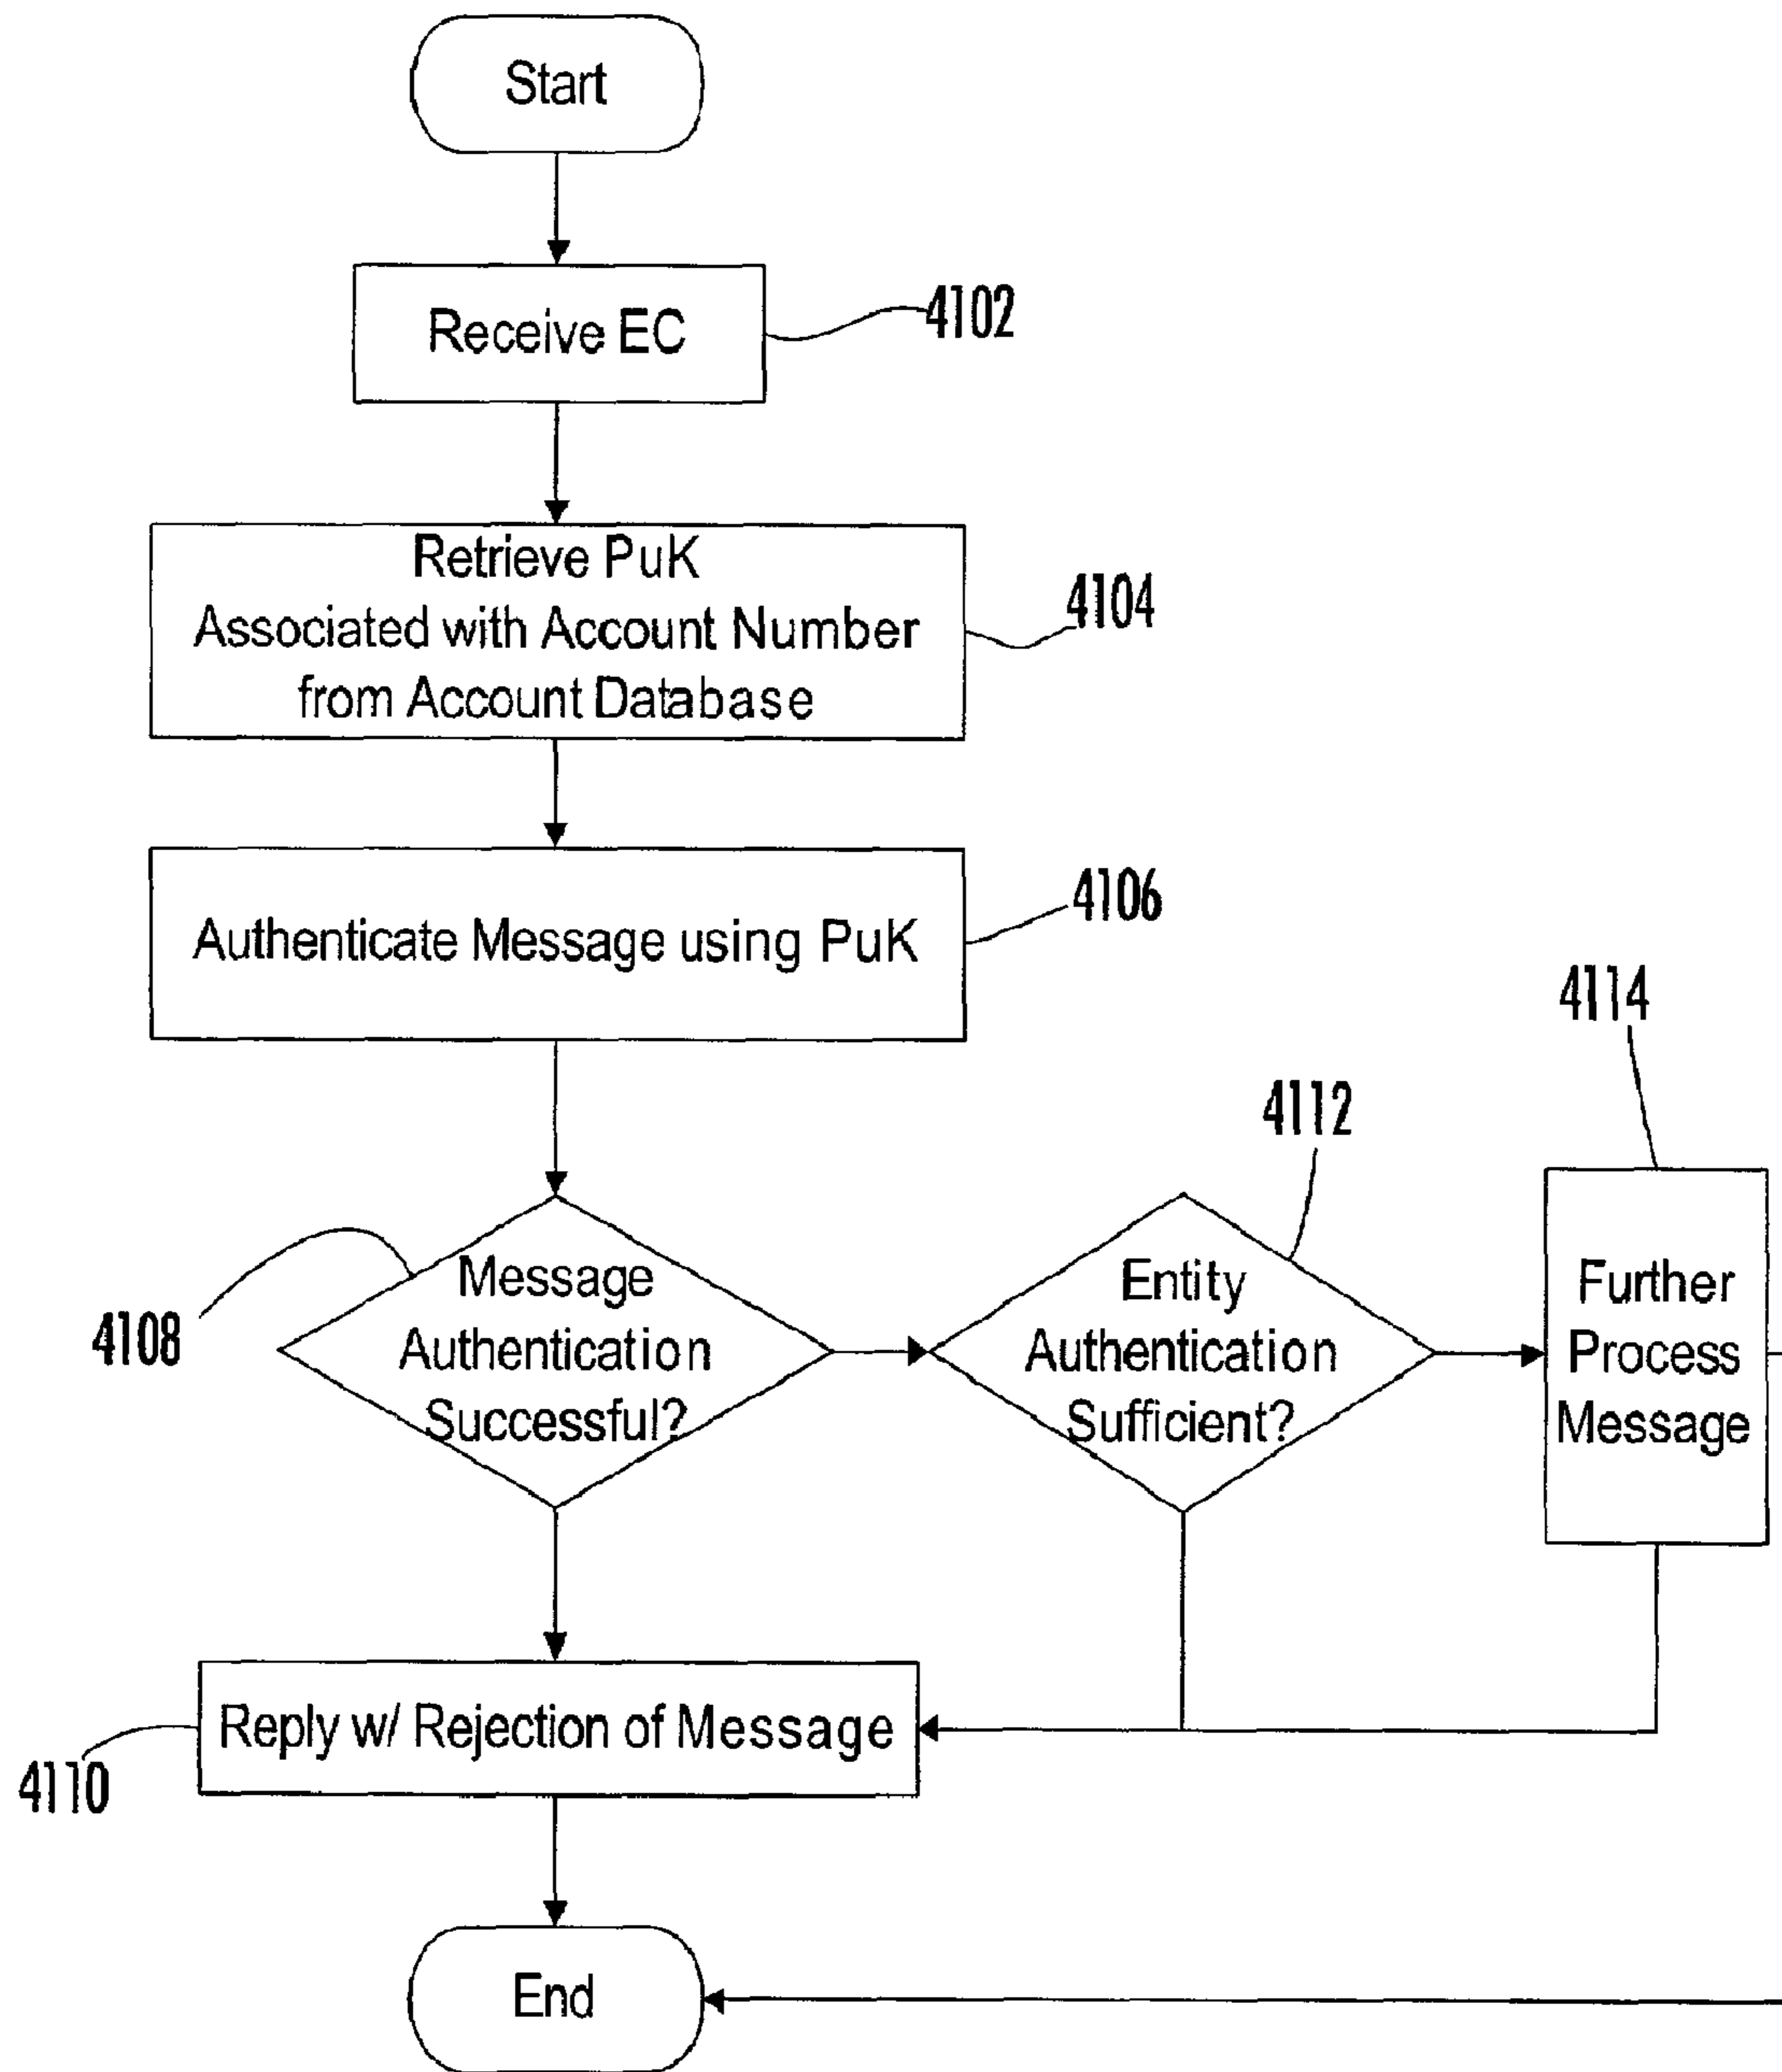 Start
Receive EC
4102
Retrieve PuK
Associated with Account Number
from Account Database
4104
Authenticate Message using PuK
4106
Message
Authentication
Successful?
4108
Entity
Authentication
Sufficient?
4112
Further
Process
Message
4114
Reply w/ Rejection of Message
4110
End